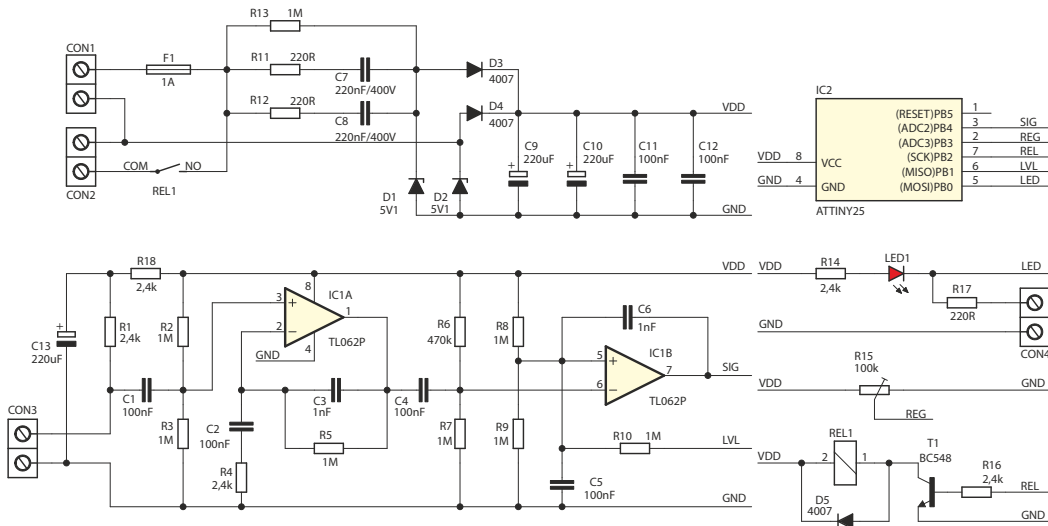 R13 1M
CON1
F1
1A
R11 220R
C7
220nF/400V
R12 220R
C8
220nF/400V
D3
4007
D4
4007
VDD
COM NO
REL1
CON2
D1
5V1
D2
5V1
C9
220uF
C10
220uF
C11
100nF
C12
100nF
+
+
GND
IC2
(RESET)PB5 1
(ADC2)PB4 3 SIG
(ADC3)PB3 2 REG
(SCK)PB2 7 REL
(MISO)PB1 6 LVL
(MOSI)PB0 5 LED
VDD 8 VCC
GND 4 GND
ATTINY25
R18
2,4k
VDD
+
C13
220uF
R1
2,4k
R2
1M
C1
100nF
CON3
R3
1M
IC1A
8
3 +
1
2 −
4
GND
TL062P
C2
100nF
R4
2,4k
C3
1nF
R5
1M
C4
100nF
R6
470k
R7
1M
R8
1M
R9
1M
C6
1nF
IC1B
5 +
7
6 −
TL062P
SIG
R10 1M
LVL
C5
100nF
GND
VDD
R14
2,4k
LED1
LED
R17
220R
GND
CON4
VDD
R15
100k
GND
REG
VDD
REL1
2 1
D5
4007
T1
BC548
R16
2,4k
REL
GND